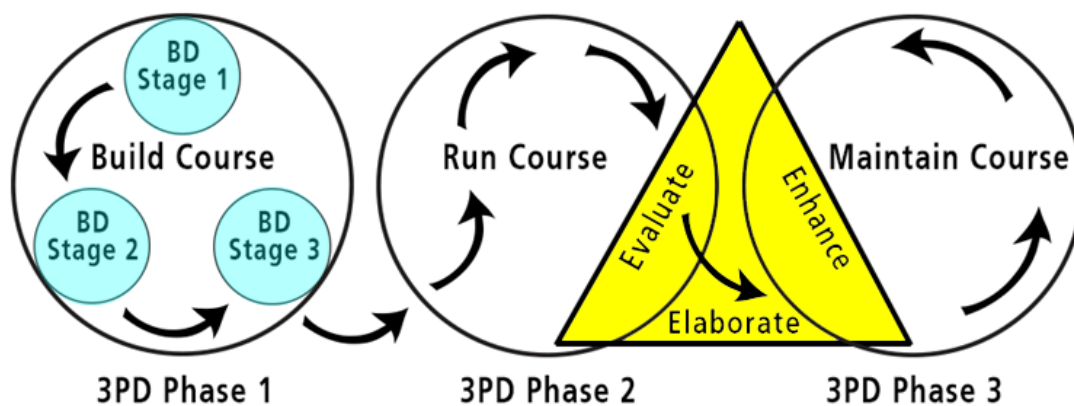 BD
Stage 1
Build Course
BD
Stage 2
BD
Stage 3
3PD Phase 1
Run Course
Evaluate
Elaborate
Enhance
3PD Phase 2
Maintain Course
3PD Phase 3